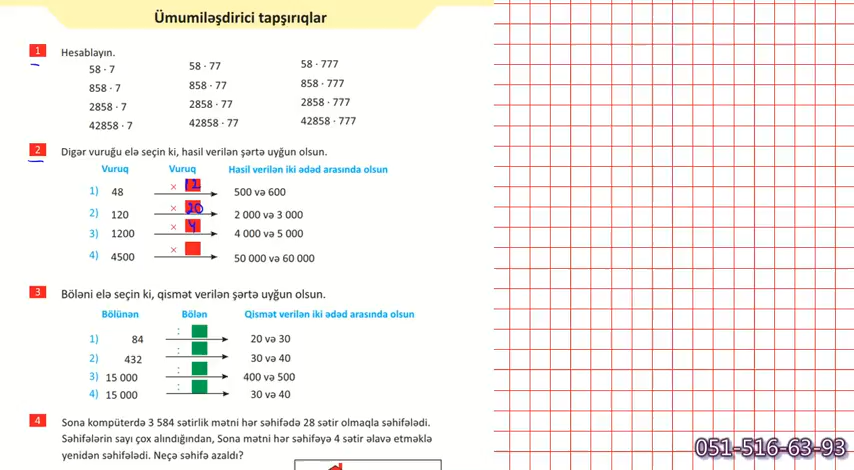 Ümumiləşdirici tapşırıqlar
1 Hesablayın.
58 · 7 58 · 77 58 · 777
858 · 7 858 · 77 858 · 777
2858 · 7 2858 · 77 2858 · 777
42858 · 7 42858 · 77 42858 · 777
2 Digər vuruğu elə seçin ki, hasil verilən şərtə uyğun olsun.
Vuruq Vuruq Hasil verilən iki ədəd arasında olsun
1) 48 × 12 500 və 600
2) 120 × 20 2 000 və 3 000
3) 1200 × 4 4 000 və 5 000
4) 4500 × 50 000 və 60 000
3 Böləni elə seçin ki, qismət verilən şərtə uyğun olsun.
Bölünən Bölən Qismət verilən iki ədəd arasında olsun
1) 84 : 20 və 30
2) 432 : 30 və 40
3) 15 000 : 400 və 500
4) 15 000 : 30 və 40
4 Sona kompüterdə 3 584 sətirlik mətni hər səhifədə 28 sətir olmaqla səhifələdi.
Səhifələrin sayı çox alındığından, Sona mətni hər səhifəyə 4 sətir əlavə etməklə
yenidən səhifələdi. Neçə səhifə azaldı?
051-516-63-93